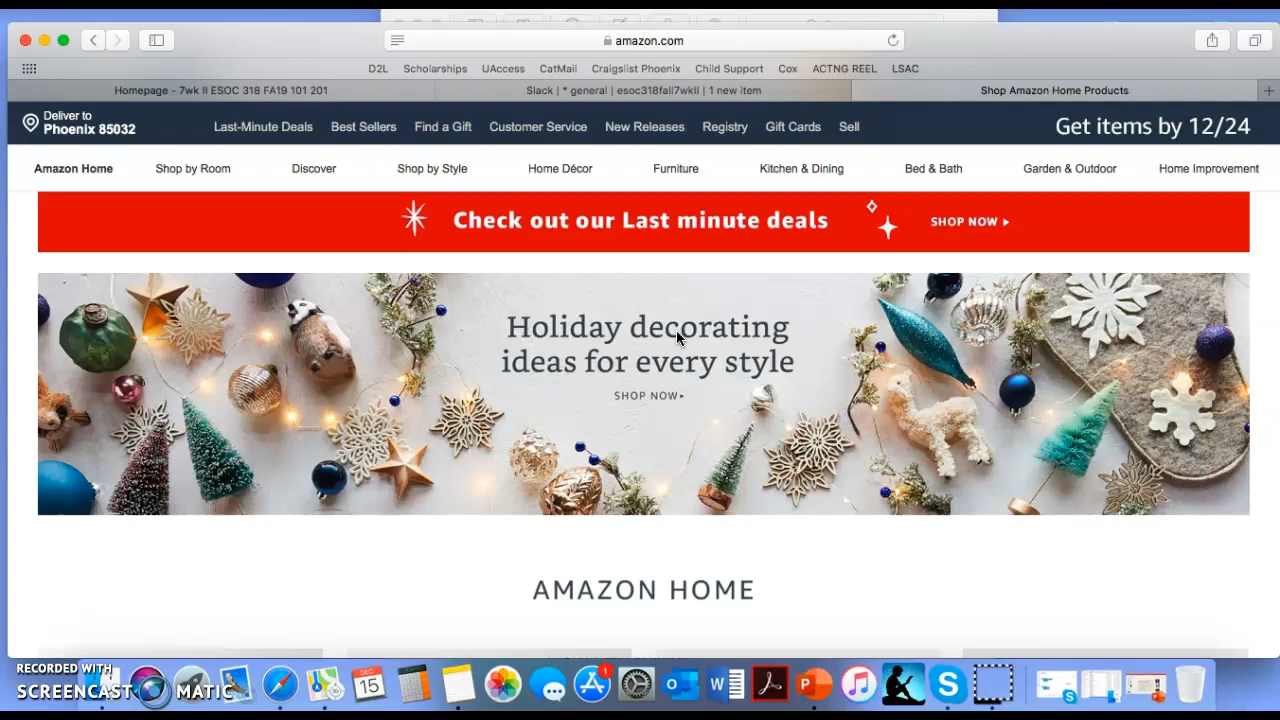 amazon.com
D2L Scholarships UAccess CatMail Craigslist Phoenix Child Support Cox ACTNG REEL LSAC
Homepage - 7wk II ESOC 318 FA19 101 201
Slack | * general | esoc318fall7wkII | 1 new item
Shop Amazon Home Products
Deliver to
Phoenix 85032
Last-Minute Deals Best Sellers Find a Gift Customer Service New Releases Registry Gift Cards Sell
Get items by 12/24
Amazon Home Shop by Room Discover Shop by Style Home Décor Furniture Kitchen & Dining Bed & Bath Garden & Outdoor Home Improvement
Check out our Last minute deals SHOP NOW
Holiday decorating
ideas for every style
SHOP NOW
AMAZON HOME
DEC
15
1
RECORDED WITH
SCREENCAST MATIC